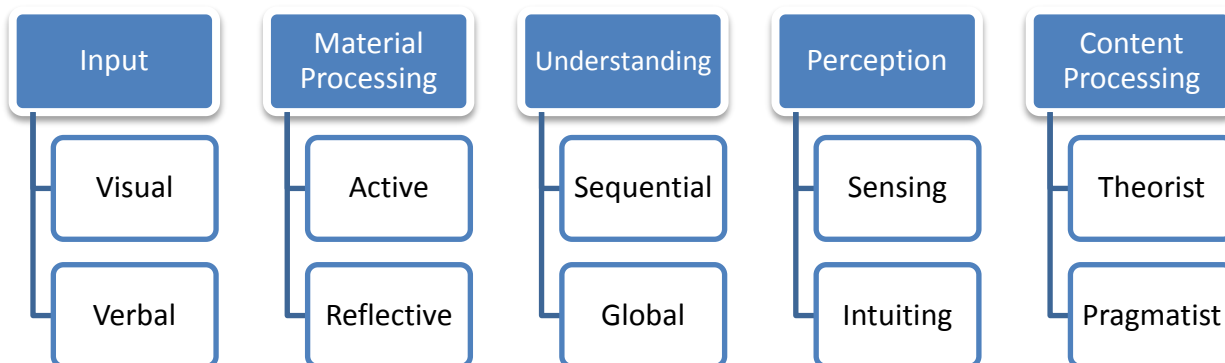 Input
Material
Processing
Understanding
Perception
Content
Processing
Visual
Active
Sequential
Sensing
Theorist
Verbal
Reflective
Global
Intuiting
Pragmatist